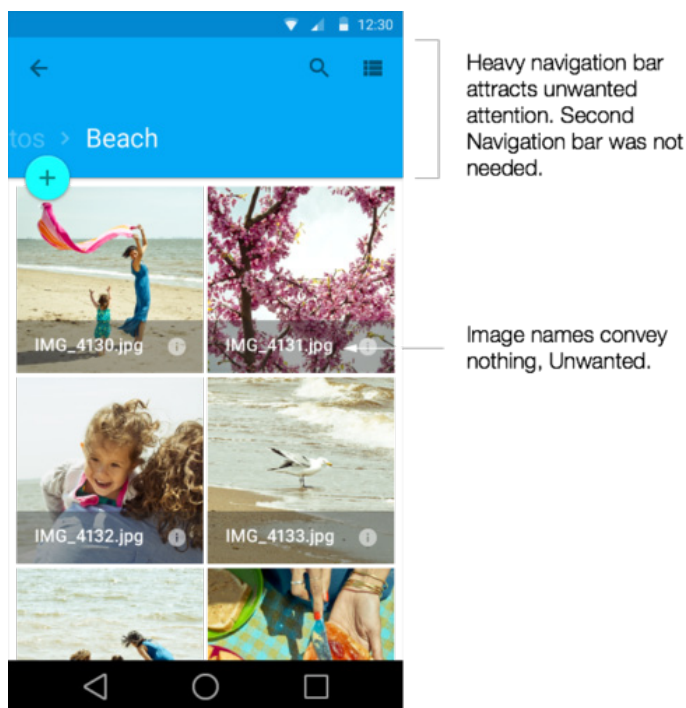 12:30
tos > Beach
+
IMG_4130.jpg
IMG_4131.jpg
IMG_4132.jpg
IMG_4133.jpg
Heavy navigation bar
attracts unwanted
attention. Second
Navigation bar was not
needed.
Image names convey
nothing, Unwanted.